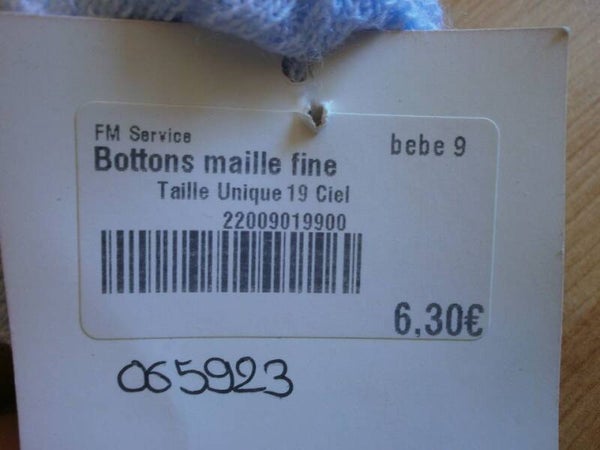 FM Service
bebe 9
Bottons maille fine
Taille Unique 19 Ciel
22009019900
6,30€
065923